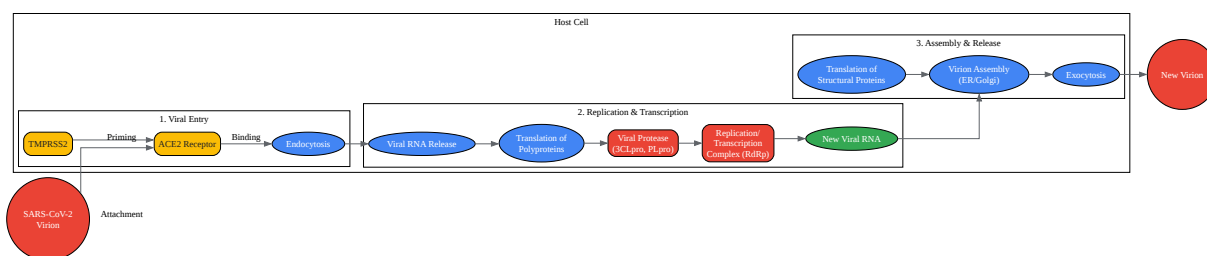 Host Cell
3. Assembly & Release
Translation of
Structural Proteins
Virion Assembly
(ER/Golgi)
Exocytosis
New Virion
1. Viral Entry
TMPRSS2
Priming
ACE2 Receptor
Binding
Endocytosis
2. Replication & Transcription
Viral RNA Release
Translation of
Polyproteins
Viral Protease
(3CLpro, PLpro)
Replication/
Transcription
Complex (RdRp)
New Viral RNA
SARS-CoV-2
Virion
Attachment